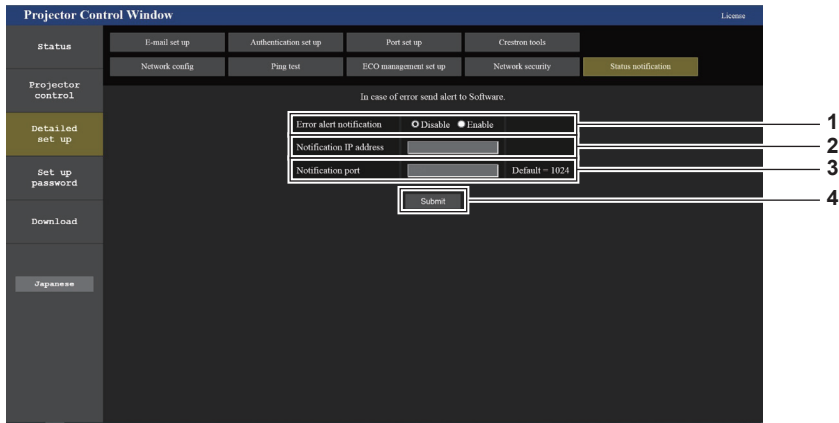 Projector Control Window License
Status
E-mail set up Authentication set up Port set up Crestron tools
Network config Ping test ECO management set up Network security Status notification
Projector
control
In case of error send alert to Software.
Detailed
set up
Error alert notification Disable Enable 1
Notification IP address 2
Notification port Default = 1024 3
Set up
password
Submit 4
Download
Japanese